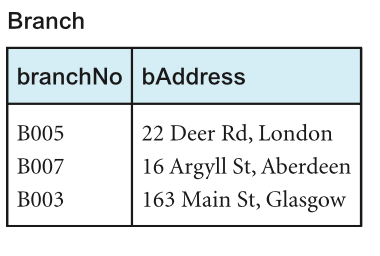 Branch
branchNo bAddress
B005 22 Deer Rd, London
B007 16 Argyll St, Aberdeen
B003 163 Main St, Glasgow